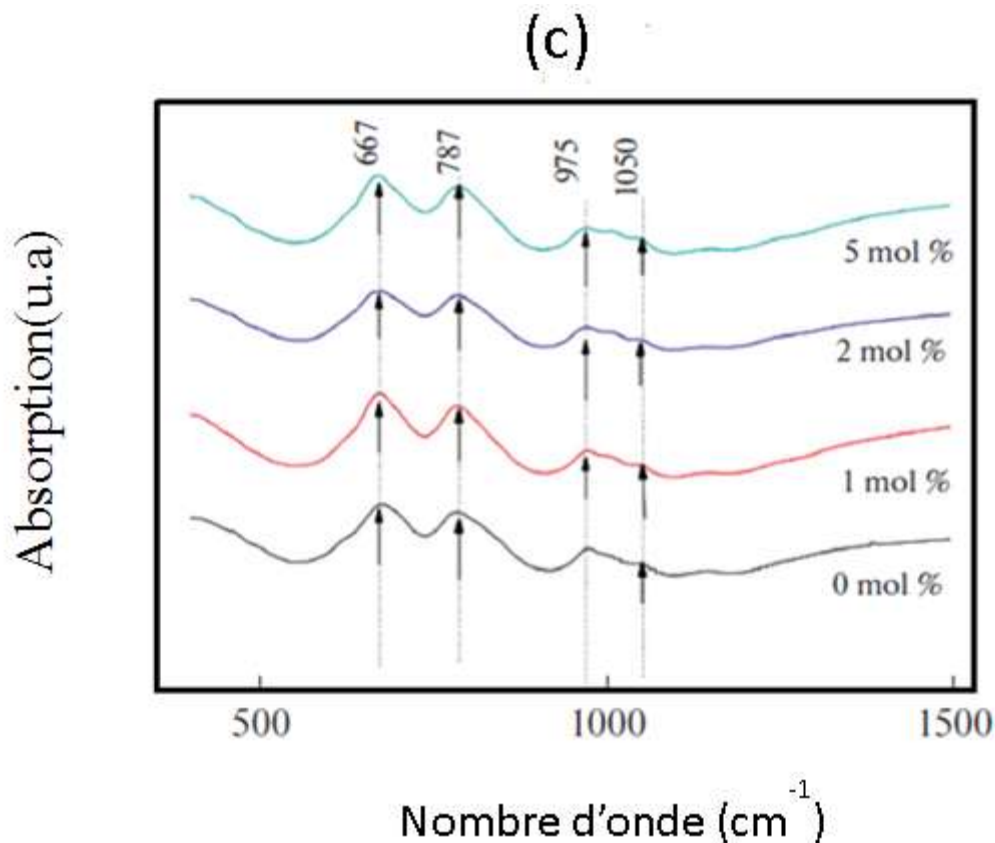 (c)
Absorption(u.a)
667
787
975
1050
5 mol %
2 mol %
1 mol %
0 mol %
500
1000
1500
Nombre d'onde (cm⁻¹)